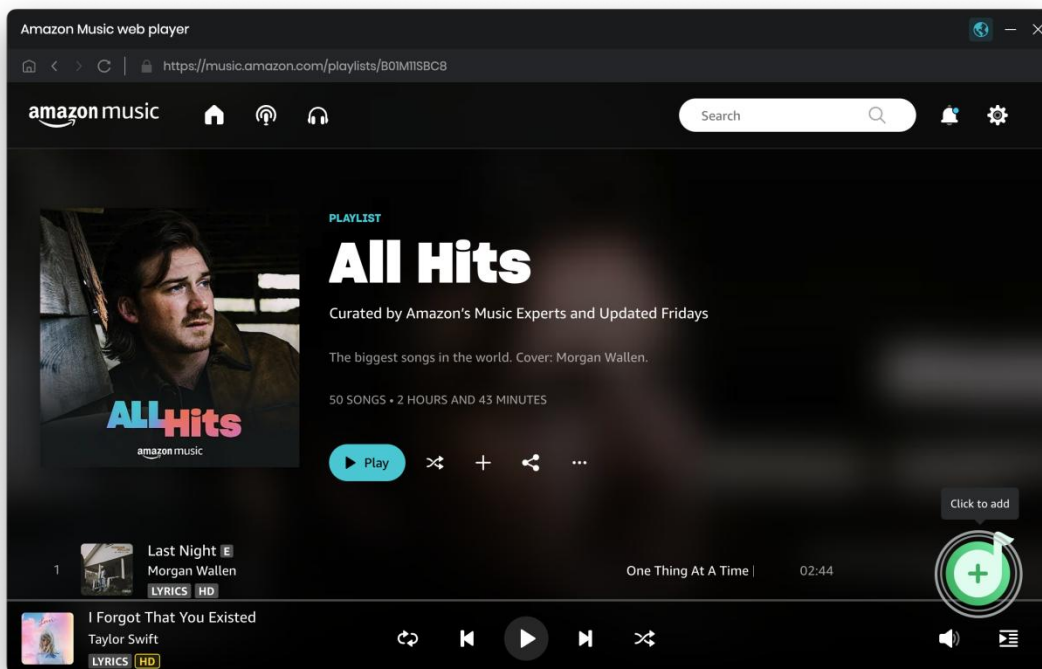 Amazon Music web player
https://music.amazon.com/playlists/B01M11SBC8
amazon music
Search
PLAYLIST
All Hits
Curated by Amazon's Music Experts and Updated Fridays
The biggest songs in the world. Cover: Morgan Wallen.
50 SONGS • 2 HOURS AND 43 MINUTES
ALL Hits
amazon music
Play
Click to add
1
Last Night E
Morgan Wallen
LYRICS HD
One Thing At A Time |
02:44
I Forgot That You Existed
Taylor Swift
LYRICS HD